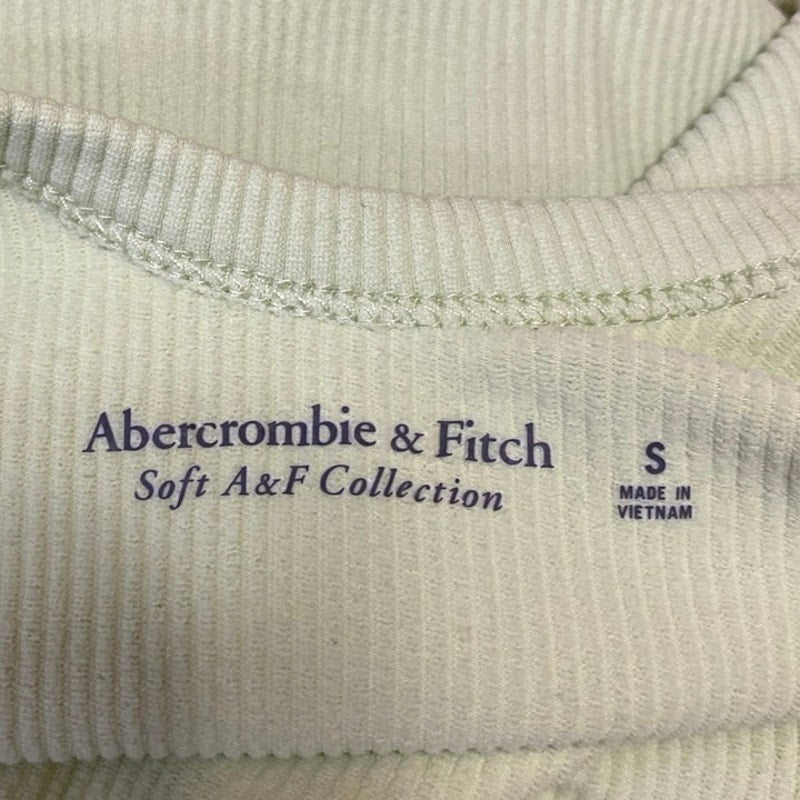 Abercrombie & Fitch
Soft A&F Collection
S
MADE IN
VIETNAM